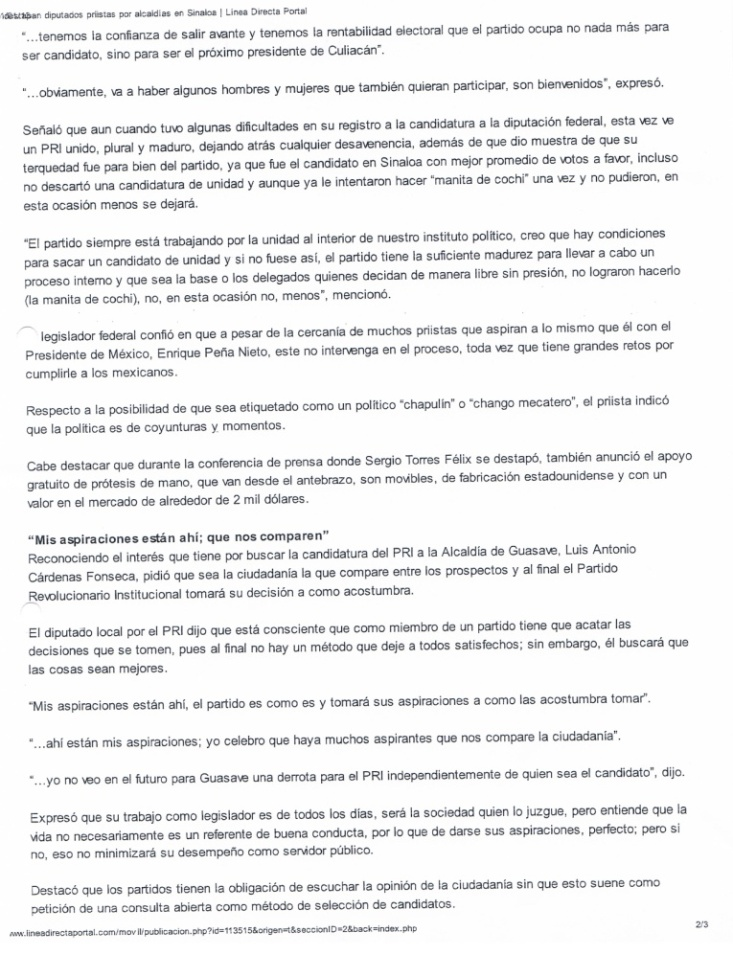 diputados priistas por alcaldías en Sinaloa | Línea Directa Portal
"...tenemos la confianza de salir avante y tenemos la rentabilidad electoral que el partido ocupa no nada más para
ser candidato, sino para ser el próximo presidente de Culiacán".
"...obviamente, va a haber algunos hombres y mujeres que también quieran participar, son bienvenidos", expresó.
Señaló que aun cuando tuvo algunas dificultades en su registro a la candidatura a la diputación federal, esta vez ve
un PRI unido, plural y maduro, dejando atrás cualquier desavenencia, además de que dio muestra de que su
terquedad fue para bien del partido, ya que fue el candidato en Sinaloa con mejor promedio de votos a favor, incluso
no descartó una candidatura de unidad y aunque ya le intentaron hacer "manita de cochi" una vez y no pudieron, en
esta ocasión menos se dejará.
"El partido siempre está trabajando por la unidad al interior de nuestro instituto político, creo que hay condiciones
para sacar un candidato de unidad y si no fuese así, el partido tiene la suficiente madurez para llevar a cabo un
proceso interno y que sea la base o los delegados quienes decidan de manera libre sin presión, no lograron hacerlo
(la manita de cochi), no, en esta ocasión no, menos", mencionó.
legislador federal confió en que a pesar de la cercanía de muchos priistas que aspiran a lo mismo que él con el
Presidente de México, Enrique Peña Nieto, este no intervenga en el proceso, toda vez que tiene grandes retos por
cumplirle a los mexicanos.
Respecto a la posibilidad de que sea etiquetado como un político "chapulín" o "chango mecatero", el priista indicó
que la política es de coyunturas y momentos.
Cabe destacar que durante la conferencia de prensa donde Sergio Torres Félix se destapó, también anunció el apoyo
gratuito de prótesis de mano, que van desde el antebrazo, son movibles, de fabricación estadounidense y con un
valor en el mercado de alrededor de 2 mil dólares.
"Mis aspiraciones están ahí; que nos comparen"
Reconociendo el interés que tiene por buscar la candidatura del PRI a la Alcaldía de Guasave, Luis Antonio
Cárdenas Fonseca, pidió que sea la ciudadanía la que compare entre los prospectos y al final el Partido
Revolucionario Institucional tomará su decisión a como acostumbra.
El diputado local por el PRI dijo que está consciente que como miembro de un partido tiene que acatar las
decisiones que se tomen, pues al final no hay un método que deje a todos satisfechos; sin embargo, él buscará que
las cosas sean mejores.
"Mis aspiraciones están ahí, el partido es como es y tomará sus aspiraciones a como las acostumbra tomar".
"...ahí están mis aspiraciones; yo celebro que haya muchos aspirantes que nos compare la ciudadanía".
"...yo no veo en el futuro para Guasave una derrota para el PRI independientemente de quien sea el candidato", dijo.
Expresó que su trabajo como legislador es de todos los días, será la sociedad quien lo juzgue, pero entiende que la
vida no necesariamente es un referente de buena conducta, por lo que de darse sus aspiraciones, perfecto; pero si
no, eso no minimizará su desempeño como servidor público.
Destacó que los partidos tienen la obligación de escuchar la opinión de la ciudadanía sin que esto suene como
petición de una consulta abierta como método de selección de candidatos.
www.lineadirectaportal.com/movil/publicacion.php?id=113515&origen=t&seccionID=2&back=index.php
2/3